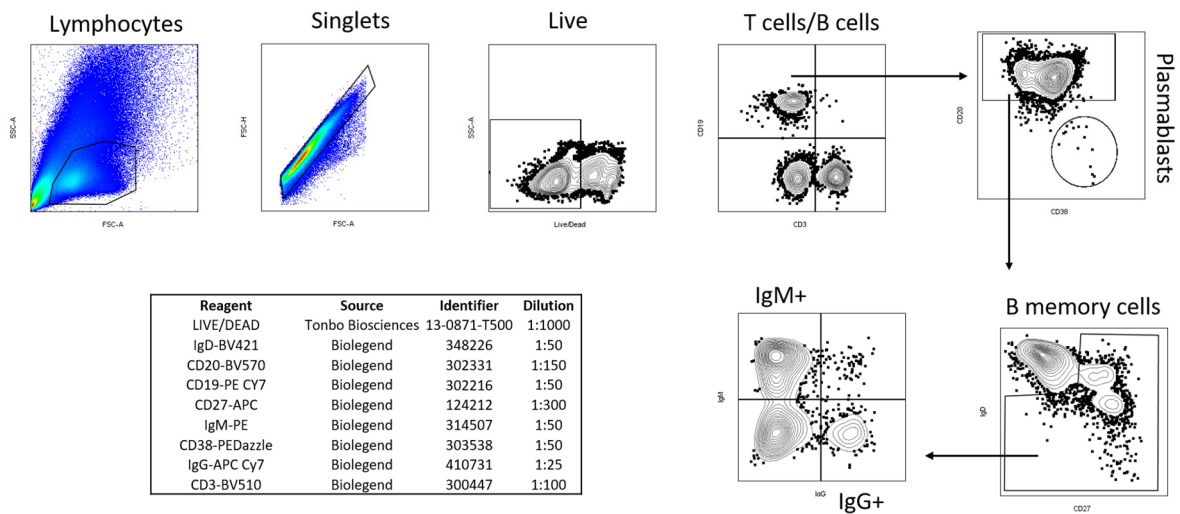 Lymphocytes
Singlets
Live
T cells/B cells
Plasmablasts
SSC-A
FSC-A
FSC-H
FSC-A
SSC-A
Live/Dead
CD19
CD3
CD20
CD38
Reagent Source Identifier Dilution
LIVE/DEAD Tonbo Biosciences 13-0871-T500 1:1000
IgD-BV421 Biolegend 348226 1:50
CD20-BV570 Biolegend 302331 1:150
CD19-PE CY7 Biolegend 302216 1:50
CD27-APC Biolegend 124212 1:300
IgM-PE Biolegend 314507 1:50
CD38-PEDazzle Biolegend 303538 1:50
IgG-APC Cy7 Biolegend 410731 1:25
CD3-BV510 Biolegend 300447 1:100
IgM+
IgM
IgG
IgG+
B memory cells
IgD
CD27